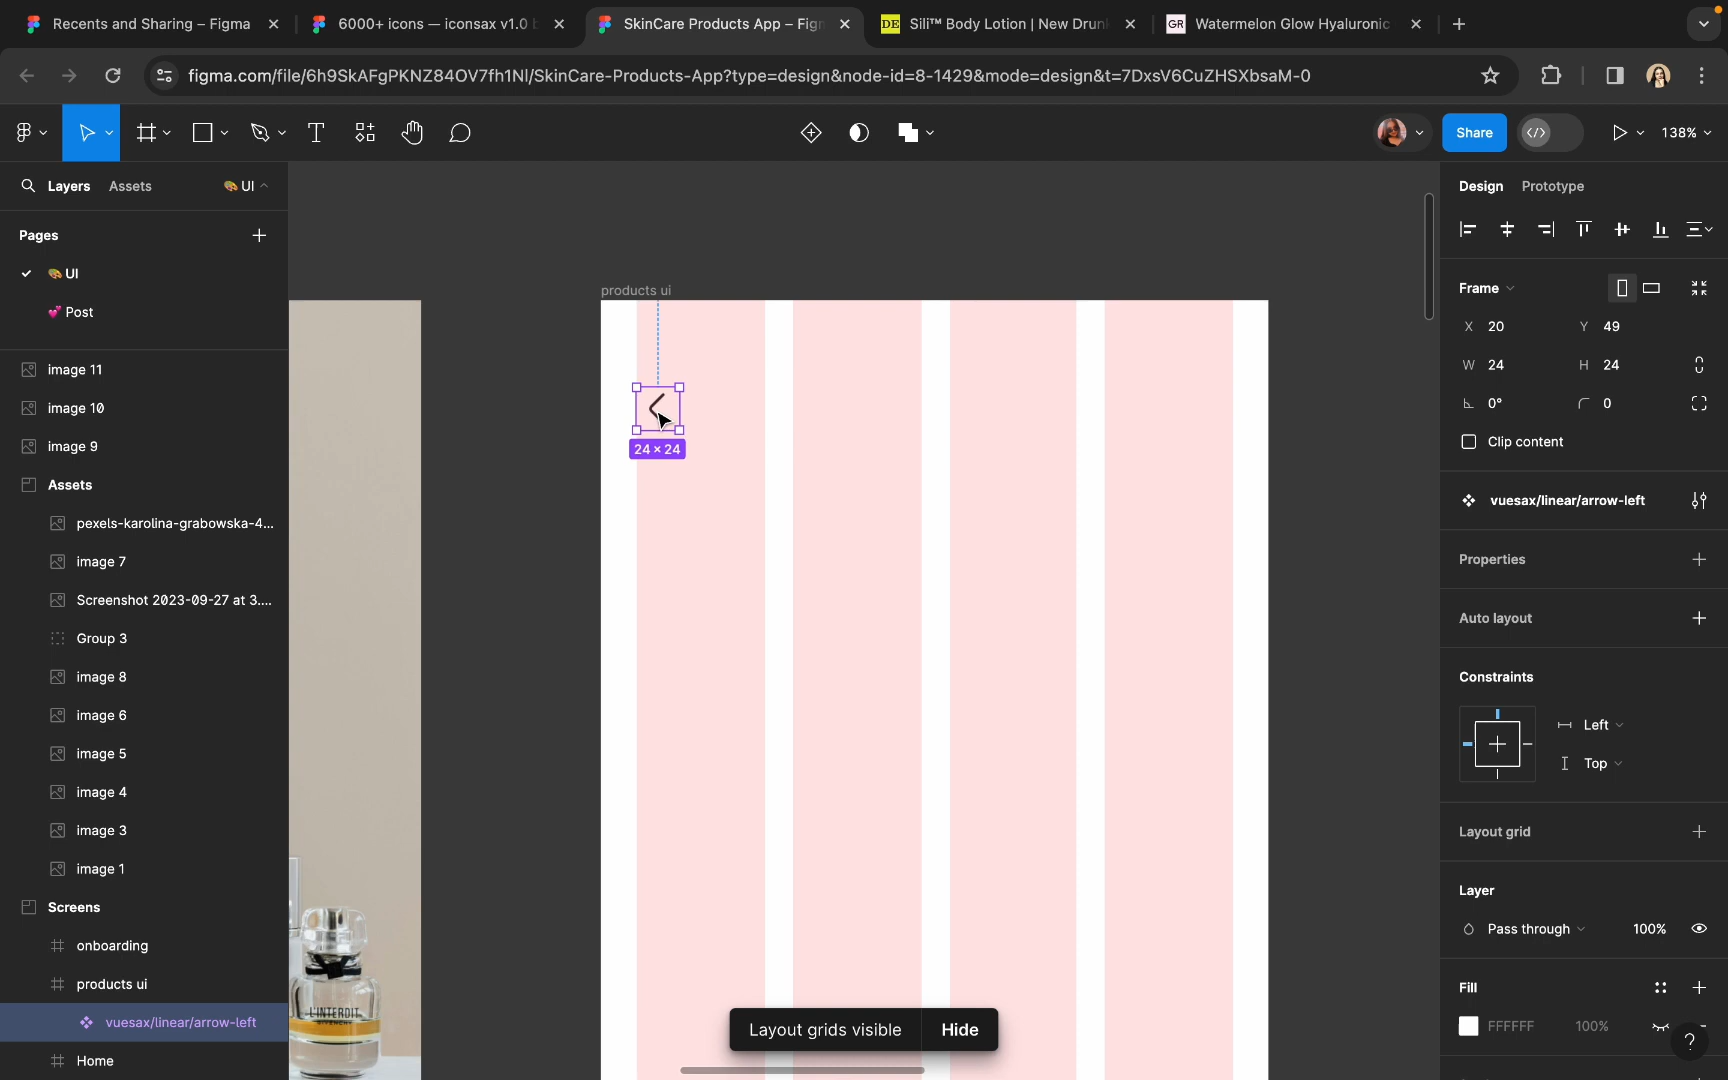 Recents and Sharing – Figma
6000+ icons — iconsax v1.0
SkinCare Products App – Fig
DE
Sili™ Body Lotion | New Drun
GR
Watermelon Glow Hyaluronic
figma.com/file/6h9SkAFgPKNZ84OV7fh1NI/SkinCare-Products-App?type=design&node-id=8-1429&mode=design&t=7DxsV6CuZHSXbsaM-0
Share
138%
Layers
Assets
UI
Design
Prototype
Pages
UI
Post
image 11
image 10
image 9
Assets
pexels-karolina-grabowska-4...
image 7
Screenshot 2023-09-27 at 3....
Group 3
image 8
image 6
image 5
image 4
image 3
image 1
Screens
onboarding
products ui
vuesax/linear/arrow-left
Home
products ui
24 × 24
L'INTERDIT
GIVENCHY
Layout grids visible
Hide
Frame
X 20
Y 49
W 24
H 24
0°
0
Clip content
vuesax/linear/arrow-left
Properties
Auto layout
Constraints
Left
Top
Layout grid
Layer
Pass through
100%
Fill
FFFFFF
100%
?